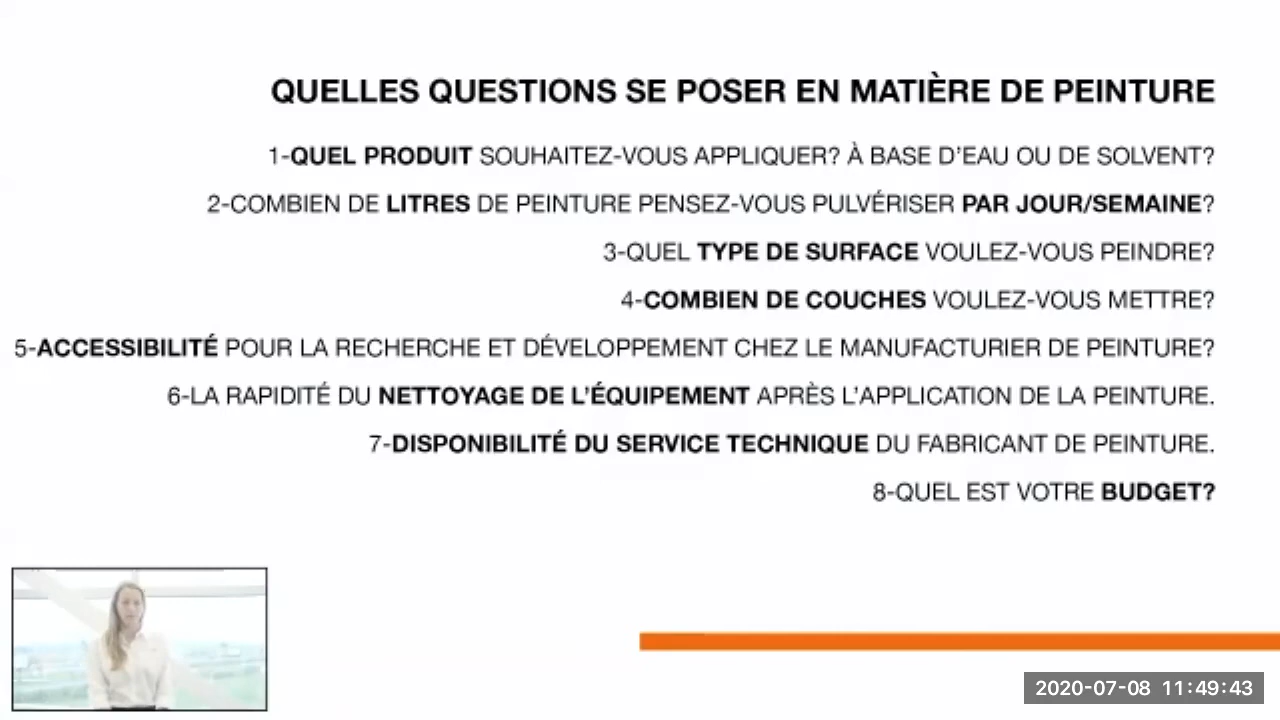 QUELLES QUESTIONS SE POSER EN MATIÈRE DE PEINTURE
1-QUEL PRODUIT SOUHAITEZ-VOUS APPLIQUER? À BASE D'EAU OU DE SOLVENT?
2-COMBIEN DE LITRES DE PEINTURE PENSEZ-VOUS PULVÉRISER PAR JOUR/SEMAINE?
3-QUEL TYPE DE SURFACE VOULEZ-VOUS PEINDRE?
4-COMBIEN DE COUCHES VOULEZ-VOUS METTRE?
5-ACCESSIBILITÉ POUR LA RECHERCHE ET DÉVELOPPEMENT CHEZ LE MANUFACTURIER DE PEINTURE?
6-LA RAPIDITÉ DU NETTOYAGE DE L'ÉQUIPEMENT APRÈS L'APPLICATION DE LA PEINTURE.
7-DISPONIBILITÉ DU SERVICE TECHNIQUE DU FABRICANT DE PEINTURE.
8-QUEL EST VOTRE BUDGET?
2020-07-08 11:49:43